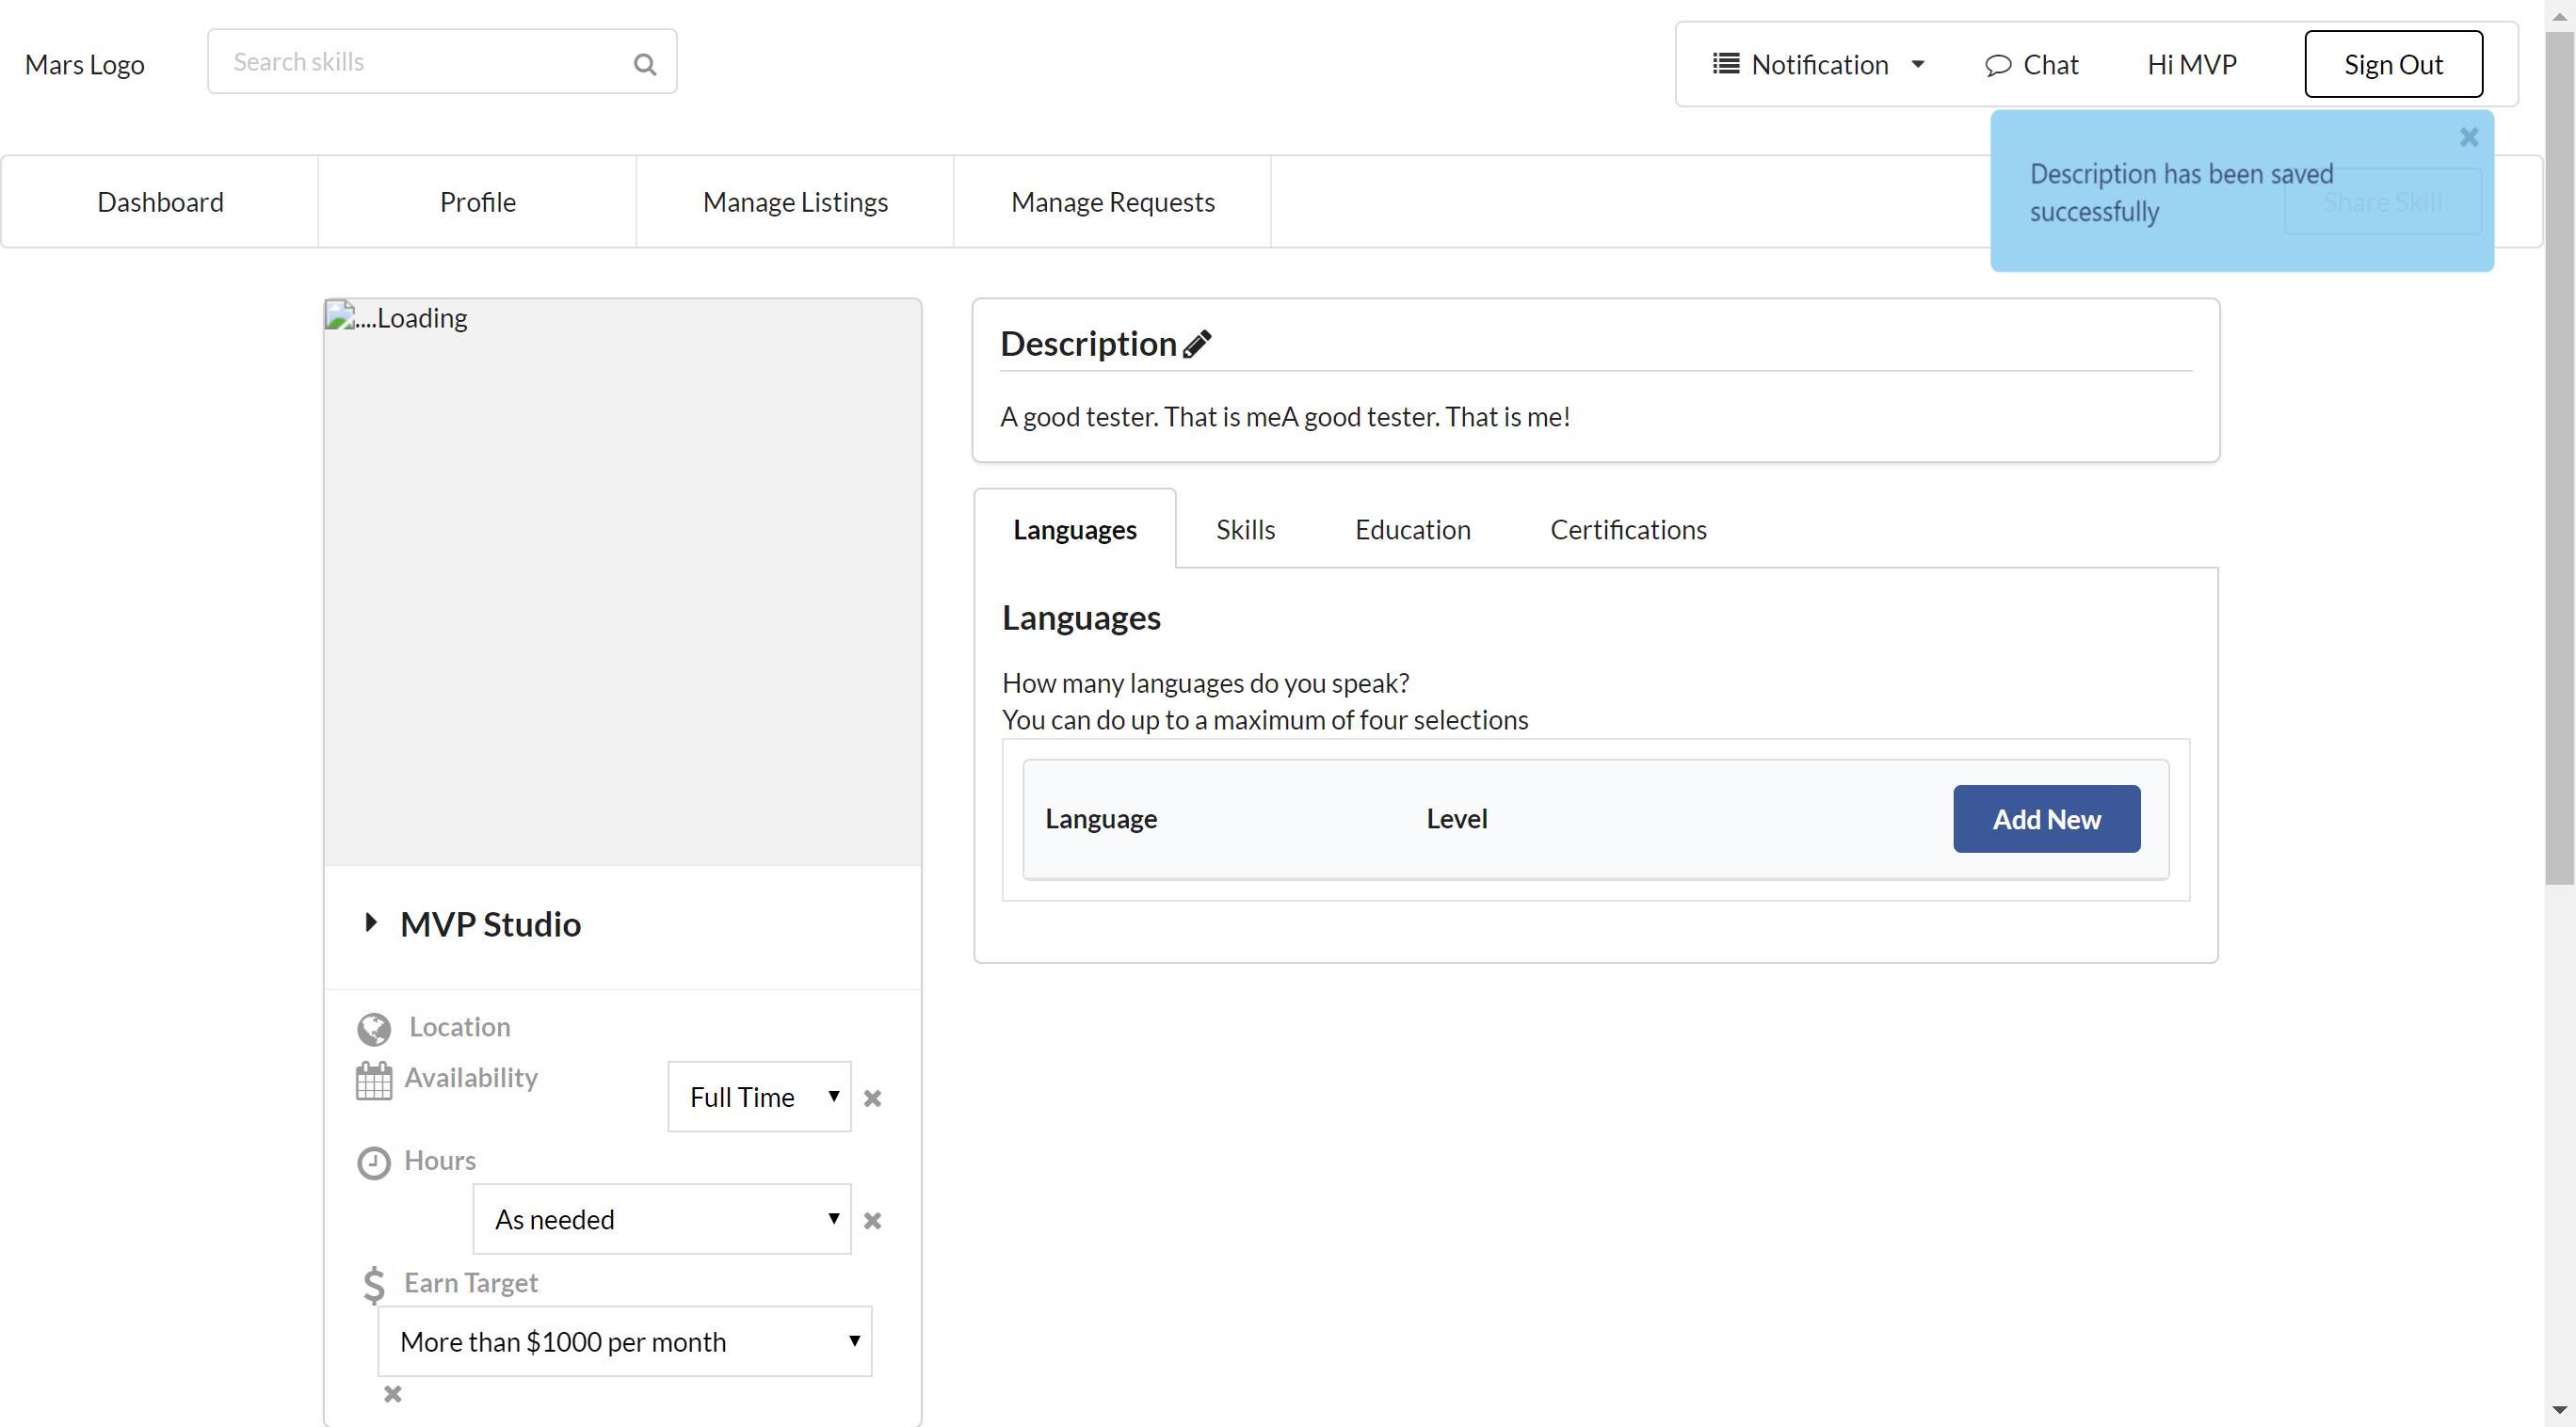 Mars Logo
Search skills
Notification
Chat
Hi MVP
Sign Out
Description has been saved
successfully
Dashboard
Profile
Manage Listings
Manage Requests
Share Skill
....Loading
Description
A good tester. That is meA good tester. That is me!
Languages
Skills
Education
Certifications
Languages
How many languages do you speak?
You can do up to a maximum of four selections
Language
Level
Add New
MVP Studio
Location
Availability
Full Time
Hours
As needed
Earn Target
More than $1000 per month